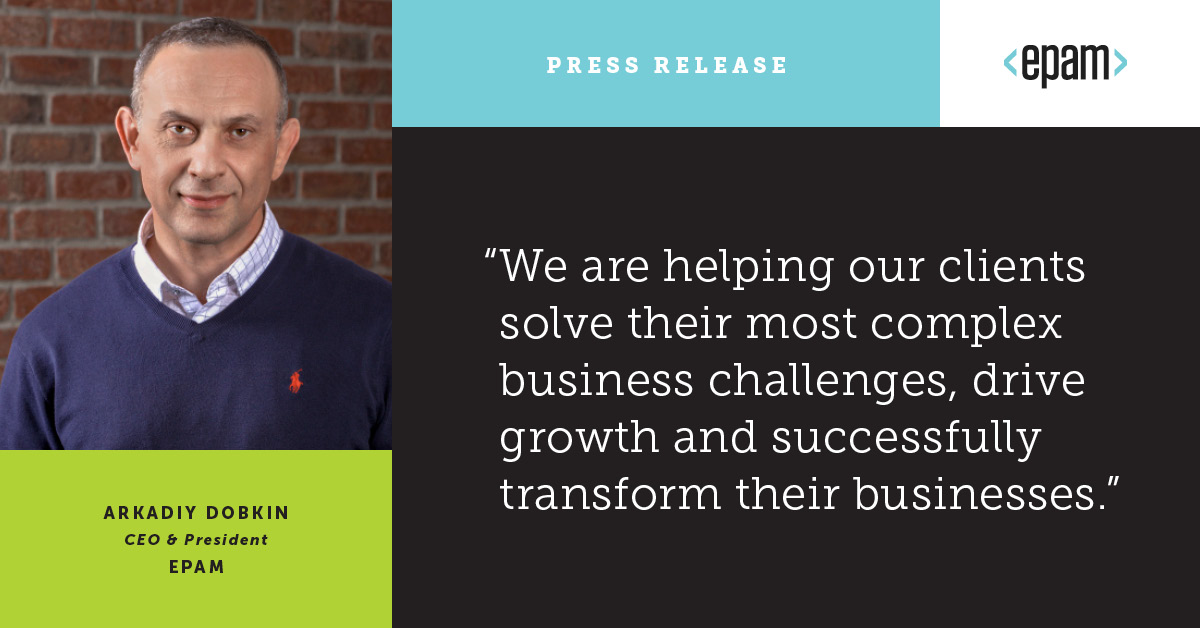 PRESS RELEASE
<epam>
“We are helping our clients
solve their most complex
business challenges, drive
growth and successfully
transform their businesses.”
ARKADIY DOBKIN
CEO & President
EPAM